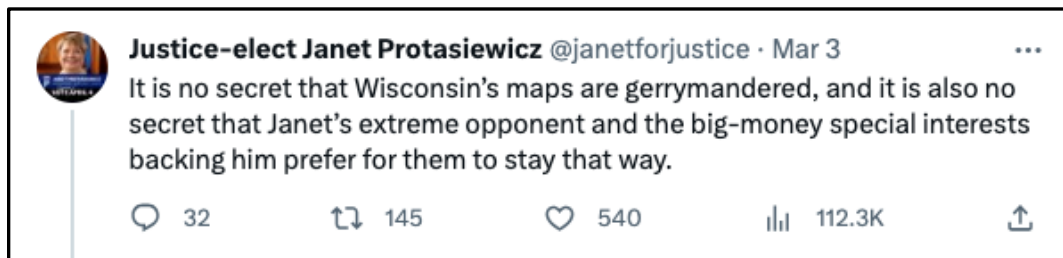 Justice-elect Janet Protasiewicz @janetforjustice · Mar 3 ...
It is no secret that Wisconsin’s maps are gerrymandered, and it is also no
secret that Janet’s extreme opponent and the big-money special interests
backing him prefer for them to stay that way.
32 145 540 112.3K